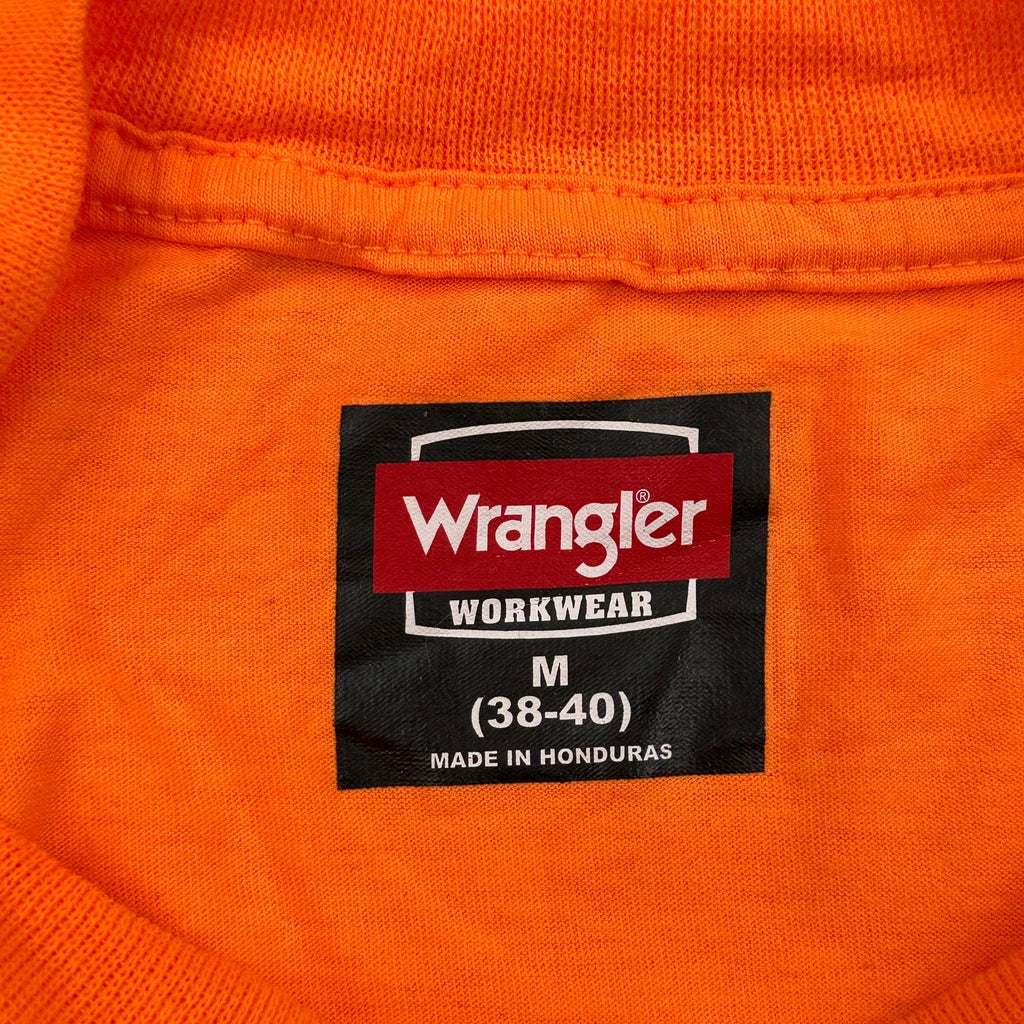 Wrangler®
WORKWEAR
M
(38-40)
MADE IN HONDURAS